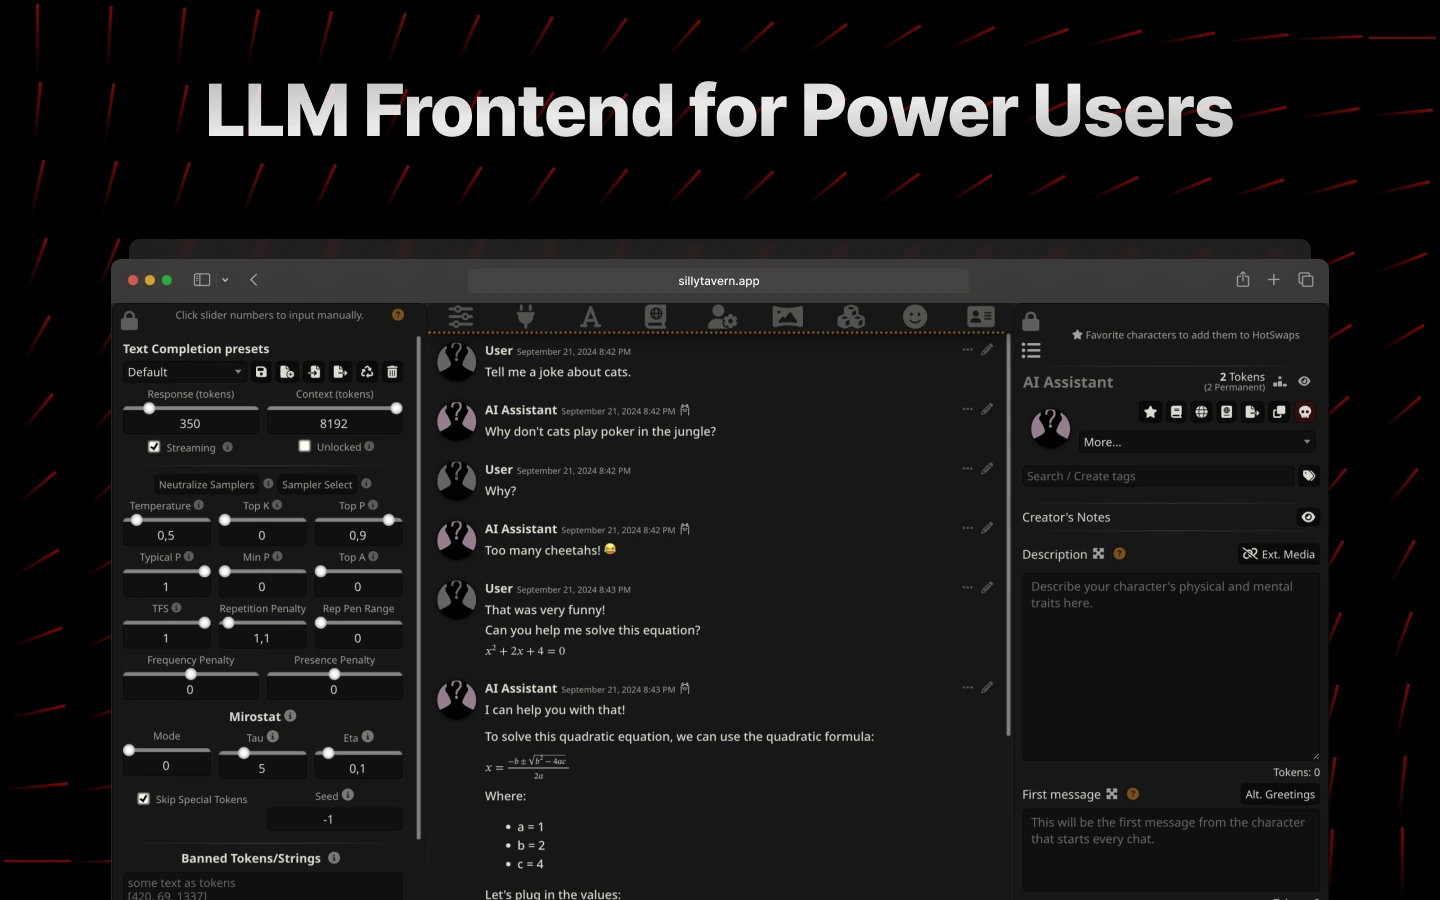 LLM Frontend for Power Users
sillytavern.app
Click slider numbers to input manually.
Text Completion presets
Default
Response (tokens)
Context (tokens)
350
8192
Streaming
Unlocked
Neutralize Samplers
Sampler Select
Temperature
Top K
Top P
0,5
0
0,9
Typical P
Min P
Top A
1
0
0
TFS
Repetition Penalty
Rep Pen Range
1
1,1
0
Frequency Penalty
Presence Penalty
0
0
Mirostat
Mode
Tau
Eta
0
5
0,1
Skip Special Tokens
Seed
-1
Banned Tokens/Strings
some text as tokens
[420, 69, 1337]
User September 21, 2024 8:42 PM
Tell me a joke about cats.
AI Assistant September 21, 2024 8:42 PM
Why don't cats play poker in the jungle?
User September 21, 2024 8:42 PM
Why?
AI Assistant September 21, 2024 8:42 PM
Too many cheetahs! 😂
User September 21, 2024 8:43 PM
That was very funny!
Can you help me solve this equation?
x² + 2x + 4 = 0
AI Assistant September 21, 2024 8:43 PM
I can help you with that!
To solve this quadratic equation, we can use the quadratic formula:
x = −b ± √b² − 4ac
2a
Where:
• a = 1
• b = 2
• c = 4
Let's plug in the values:
Favorite characters to add them to HotSwaps
AI Assistant
2 Tokens
(2 Permanent)
More...
Search / Create tags
Creator's Notes
Description
Ext. Media
Describe your character's physical and mental
traits here.
Tokens: 0
First message
Alt. Greetings
This will be the first message from the character
that starts every chat.